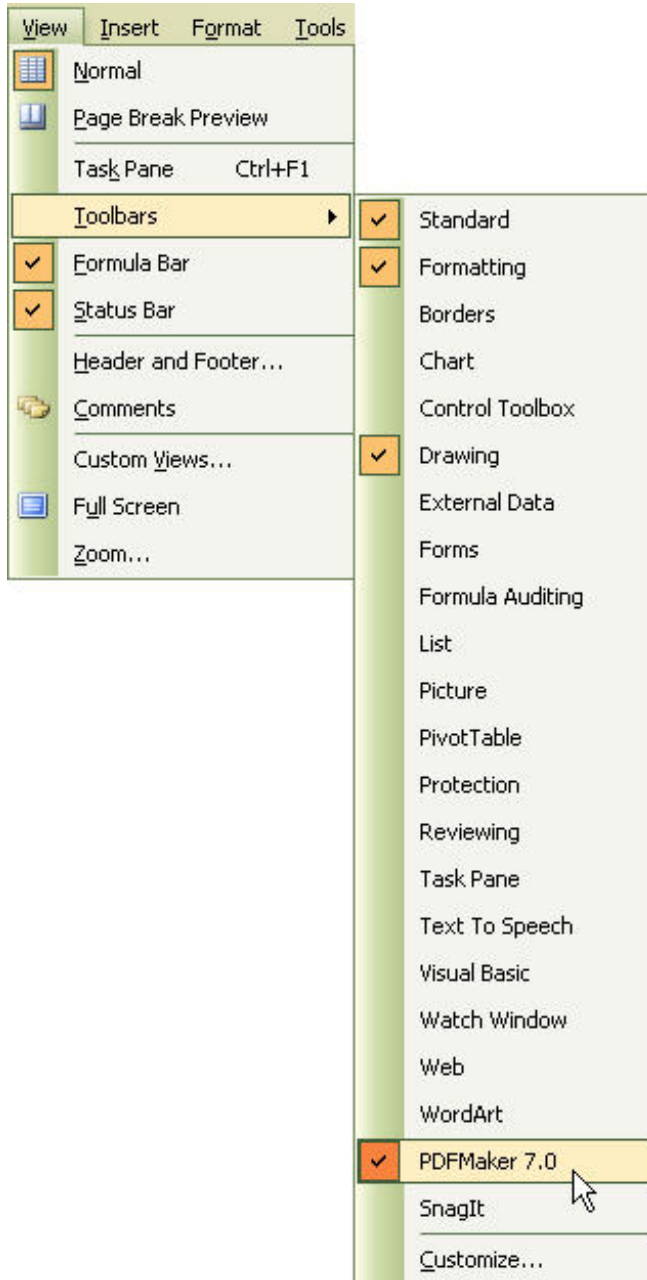 View Insert Format Tools
Normal
Page Break Preview
Task Pane Ctrl+F1
Toolbars
Formula Bar
Status Bar
Header and Footer...
Comments
Custom Views...
Full Screen
Zoom...
Standard
Formatting
Borders
Chart
Control Toolbox
Drawing
External Data
Forms
Formula Auditing
List
Picture
PivotTable
Protection
Reviewing
Task Pane
Text To Speech
Visual Basic
Watch Window
Web
WordArt
PDFMaker 7.0
SnagIt
Customize...